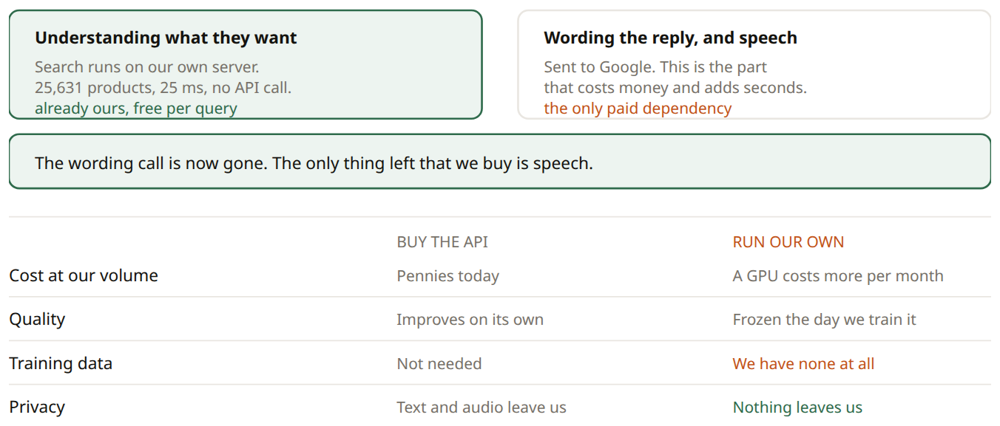 Understanding what they want
Search runs on our own server.
25,631 products, 25 ms, no API call.
already ours, free per query
Wording the reply, and speech
Sent to Google. This is the part
that costs money and adds seconds.
the only paid dependency
The wording call is now gone. The only thing left that we buy is speech.
BUY THE API RUN OUR OWN
Cost at our volume Pennies today A GPU costs more per month
Quality Improves on its own Frozen the day we train it
Training data Not needed We have none at all
Privacy Text and audio leave us Nothing leaves us